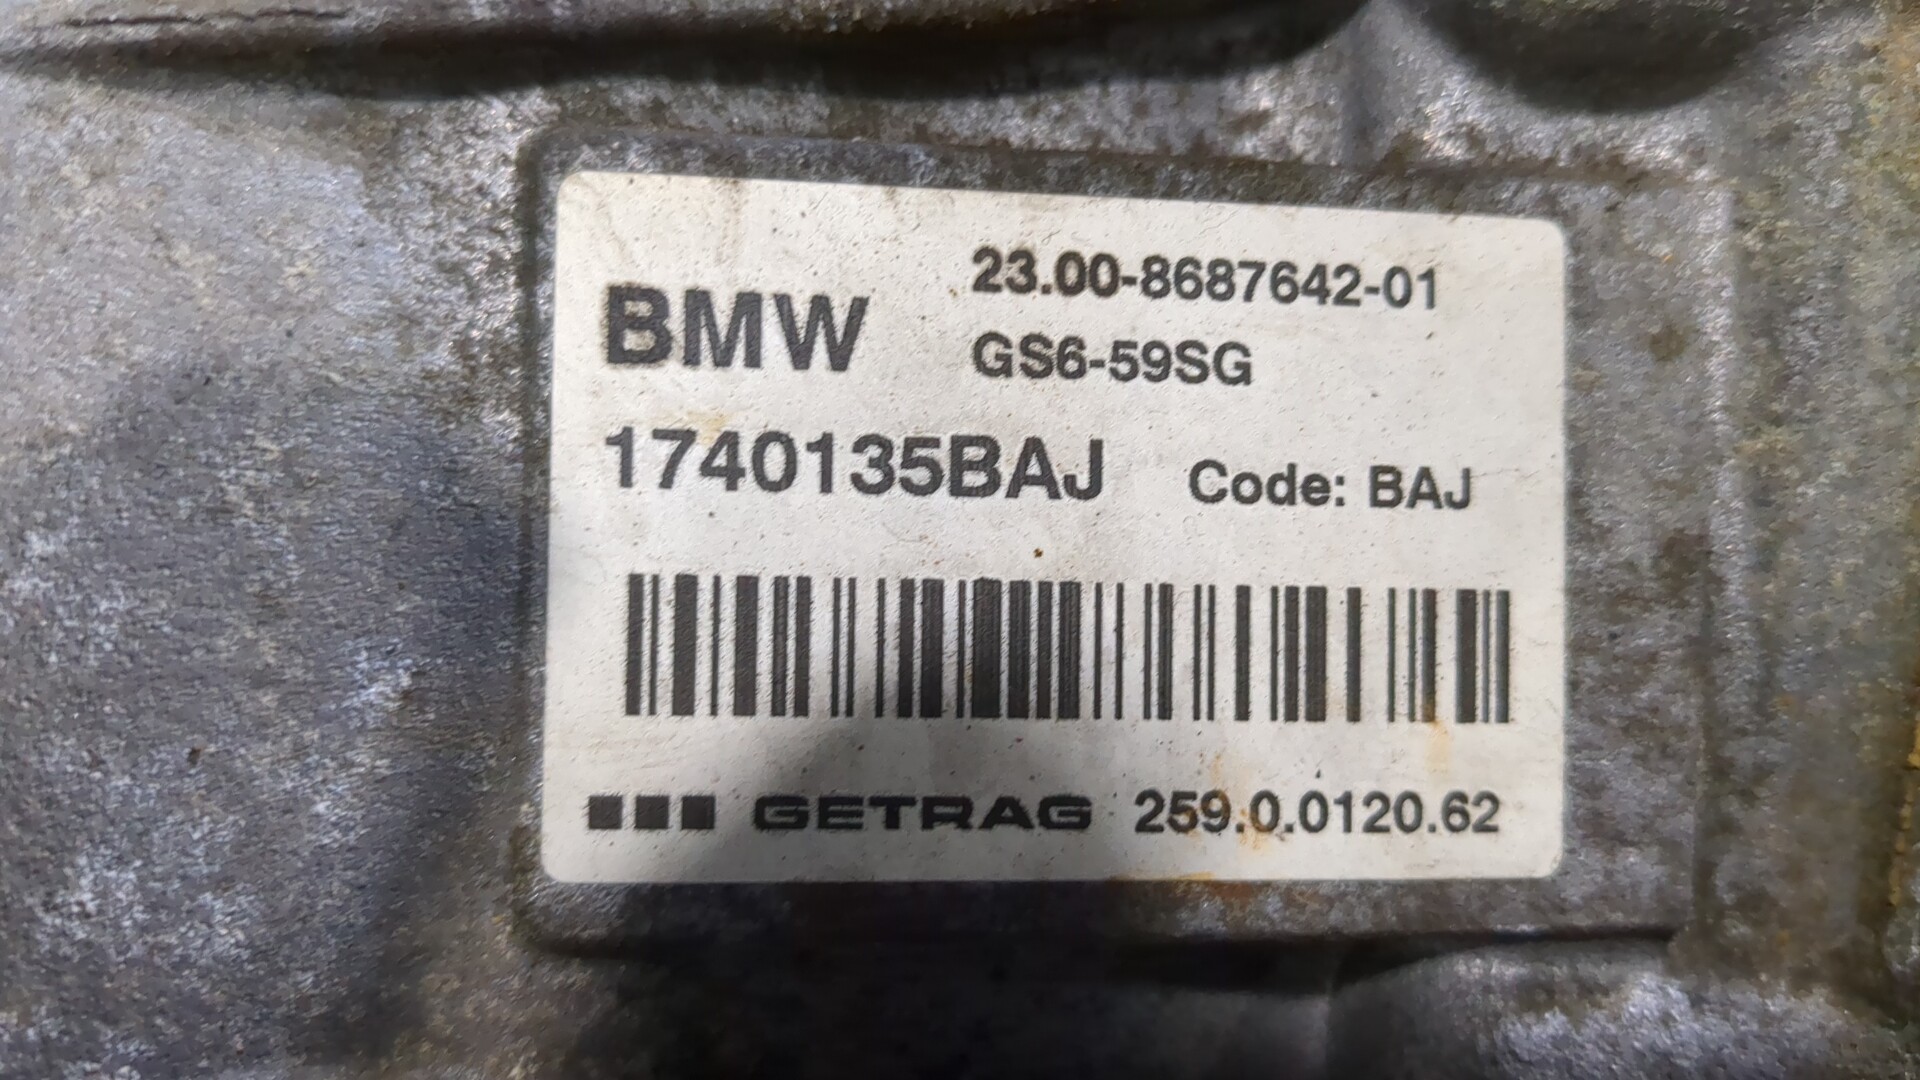 23.00-8687642-01
BMW
GS6-59SG
1740135BAJ Code: BAJ
GETRAG 259.0.0120.62